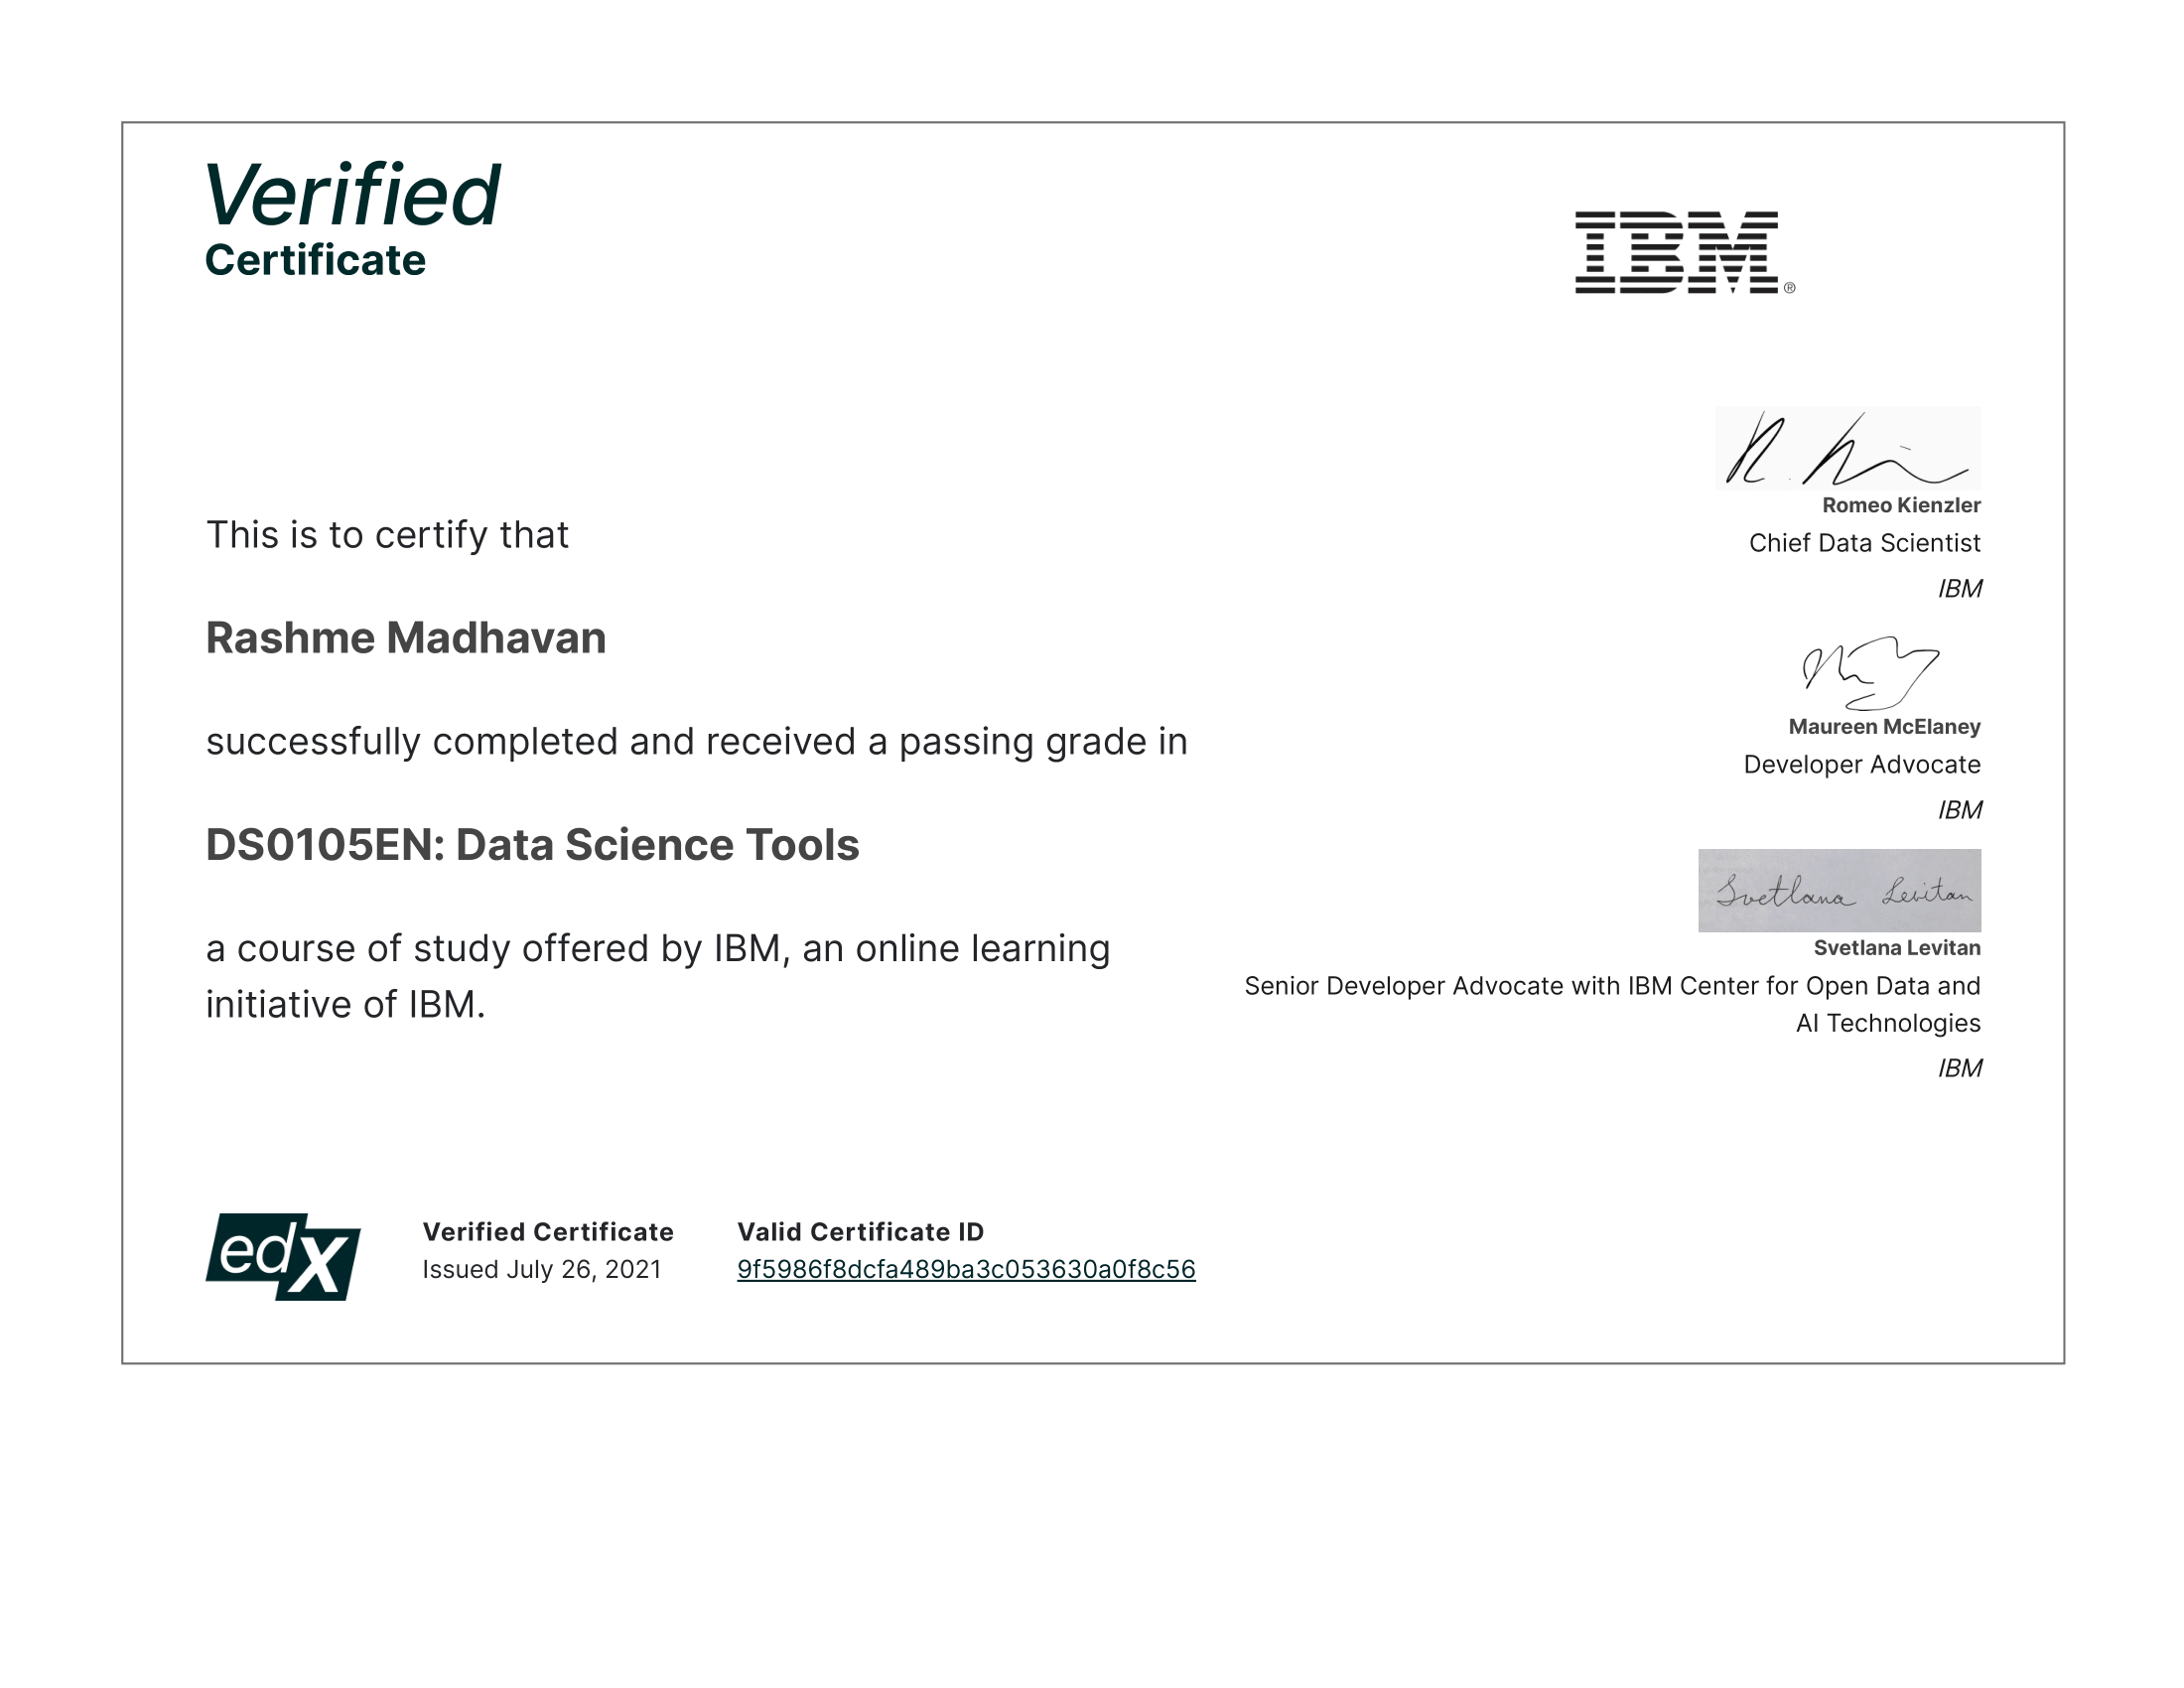 Verified
Certificate
IBM®
This is to certify that
Rashme Madhavan
successfully completed and received a passing grade in
DS0105EN: Data Science Tools
a course of study offered by IBM, an online learning
initiative of IBM.
Romeo Kienzler
Chief Data Scientist
IBM
Maureen McElaney
Developer Advocate
IBM
Svetlana Levitan
Svetlana Levitan
Senior Developer Advocate with IBM Center for Open Data and
AI Technologies
IBM
edX
Verified Certificate
Issued July 26, 2021
Valid Certificate ID
9f5986f8dcfa489ba3c053630a0f8c56